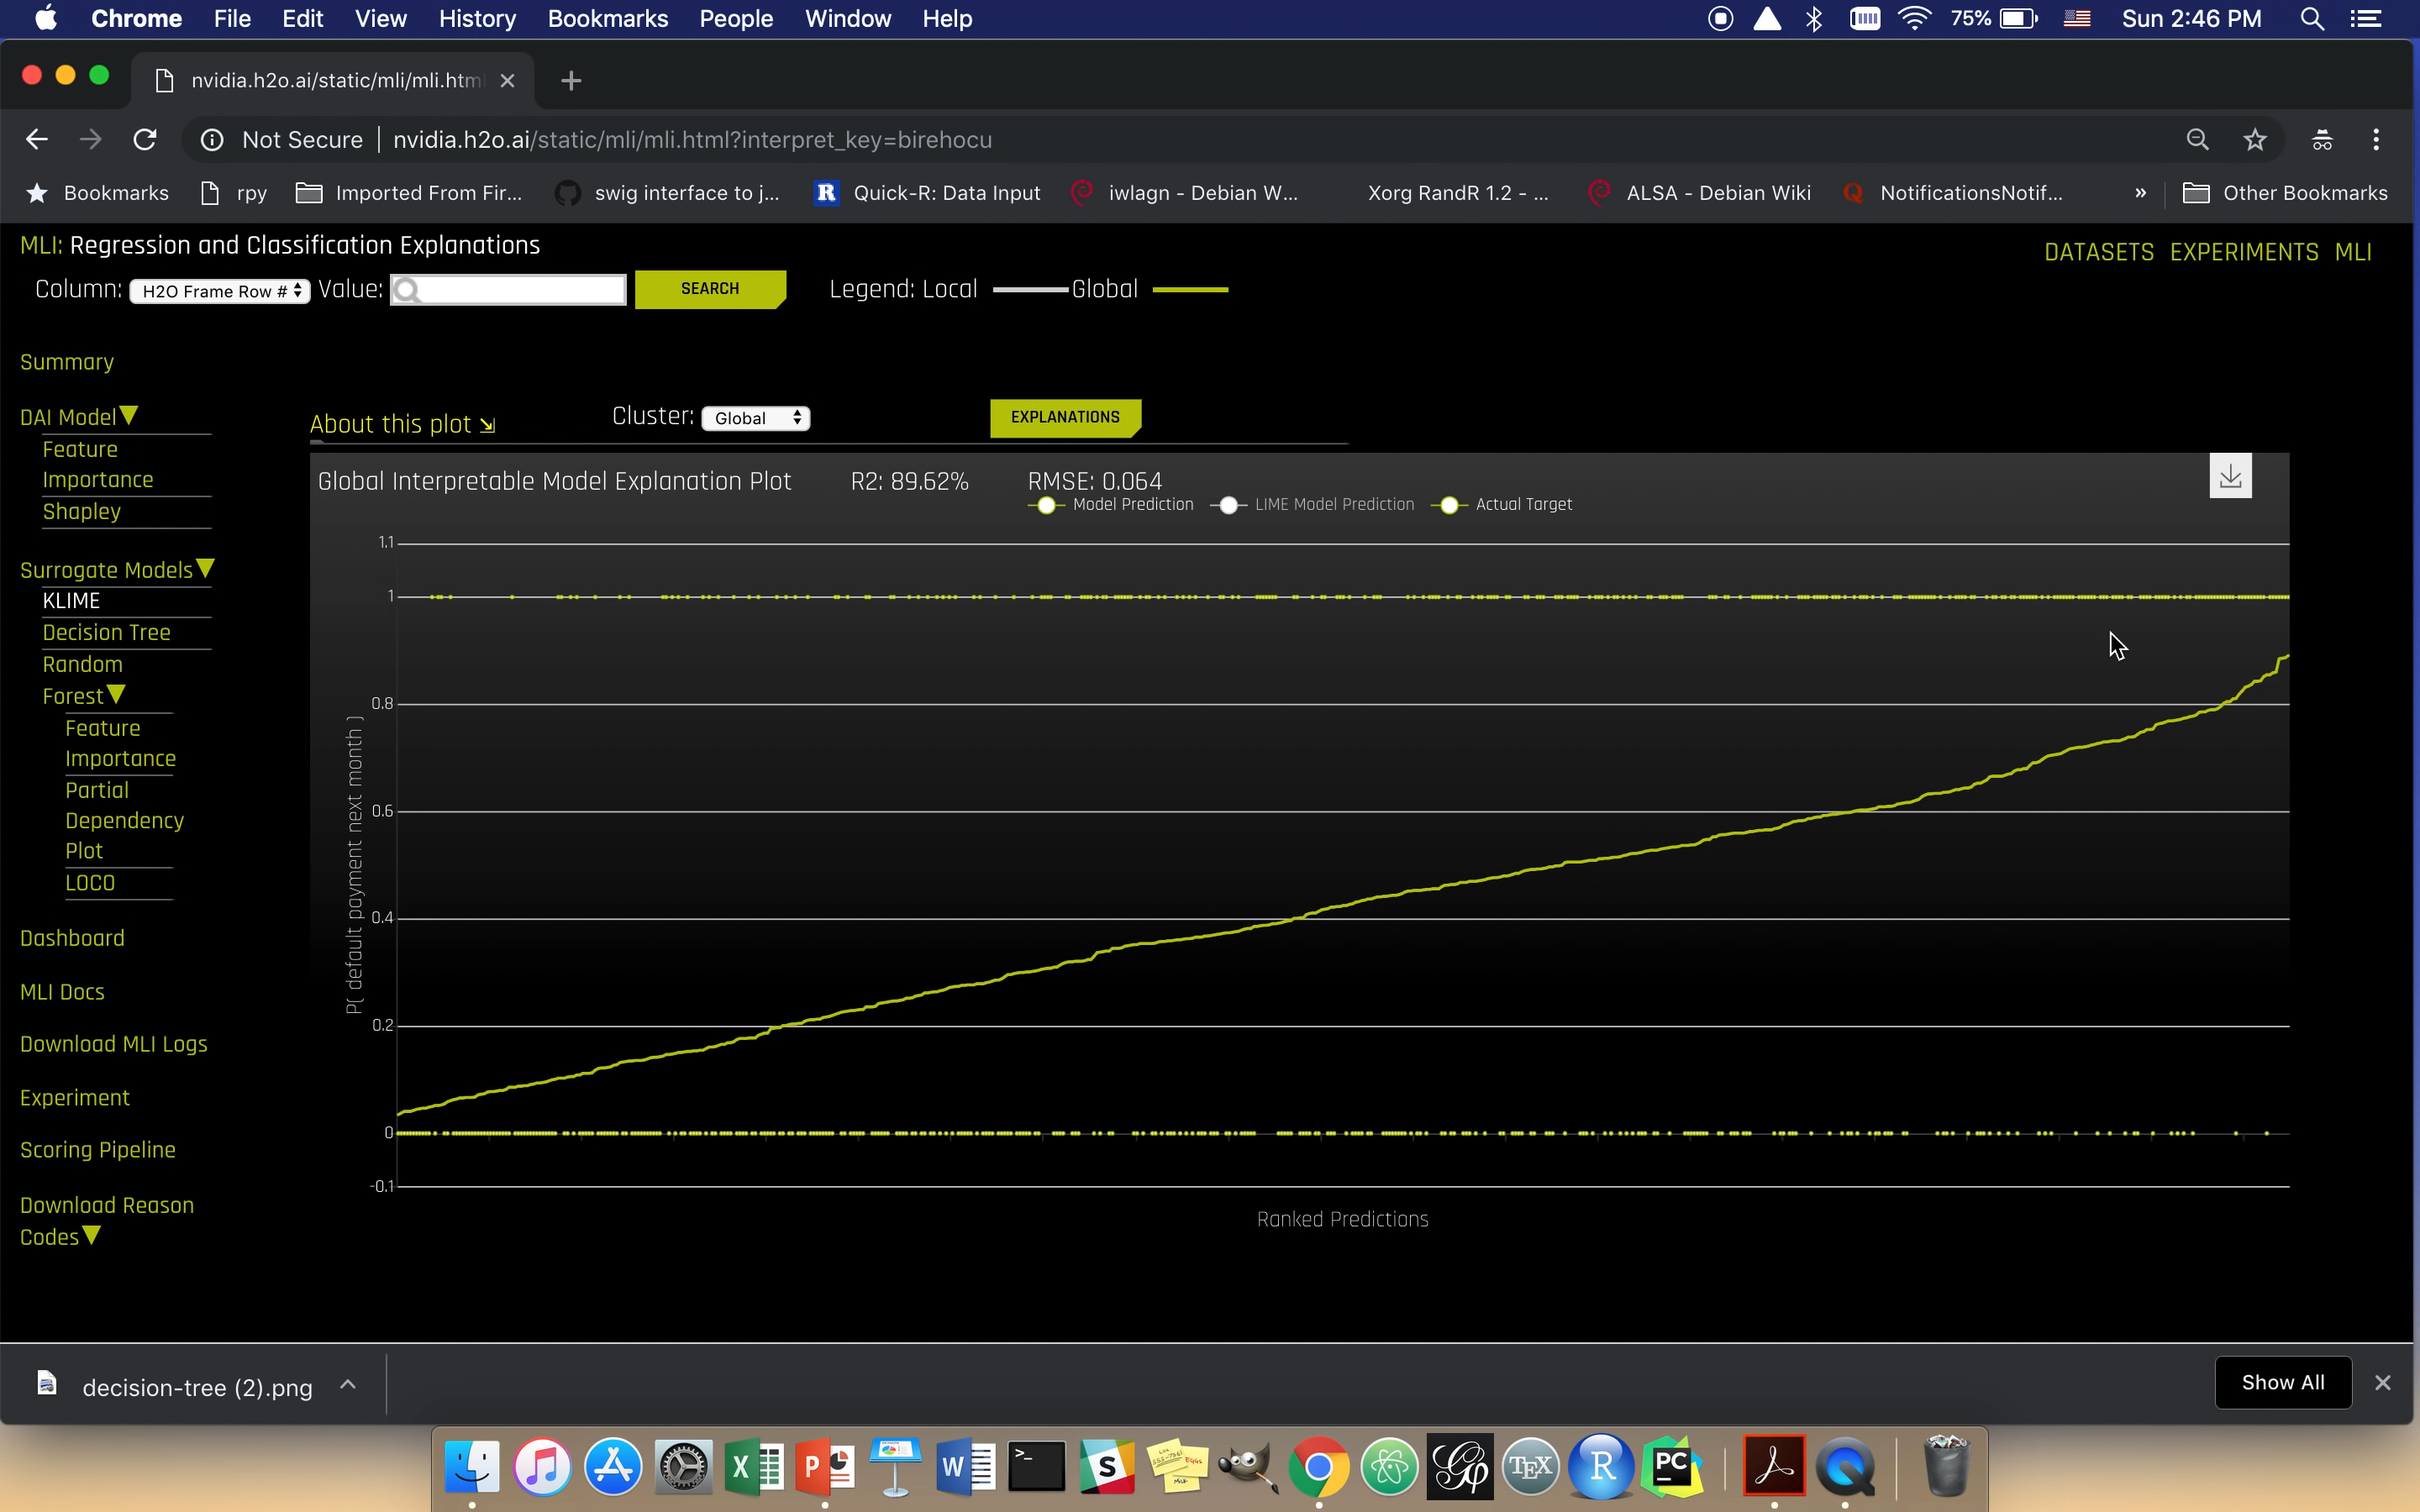 Chrome File Edit View History Bookmarks People Window Help 75% Sun 2:46 PM
nvidia.h2o.ai/static/mli/mli.htm
Not Secure nvidia.h2o.ai/static/mli/mli.html?interpret_key=birehocu
Bookmarks rpy Imported From Fir... swig interface to j... R Quick-R: Data Input iwlagn - Debian W... Xorg RandR 1.2 - ... ALSA - Debian Wiki NotificationsNotif... » Other Bookmarks
MLI: Regression and Classification Explanations
DATASETS EXPERIMENTS MLI
Column: H2O Frame Row # Value: SEARCH Legend: Local Global
Summary
DAI Model
Feature
Importance
Shapley
Surrogate Models
KLIME
Decision Tree
Random
Forest
Feature
Importance
Partial
Dependency
Plot
LOCO
Dashboard
MLI Docs
Download MLI Logs
Experiment
Scoring Pipeline
Download Reason
Codes
About this plot Cluster: Global EXPLANATIONS
Global Interpretable Model Explanation Plot R2: 89.62% RMSE: 0.064
Model Prediction LIME Model Prediction Actual Target
1.1
1
0.8
0.6
0.4
0.2
0
-0.1
P( default payment next month )
Ranked Predictions
decision-tree (2).png
Show All
X P W >_ S TEX R PC